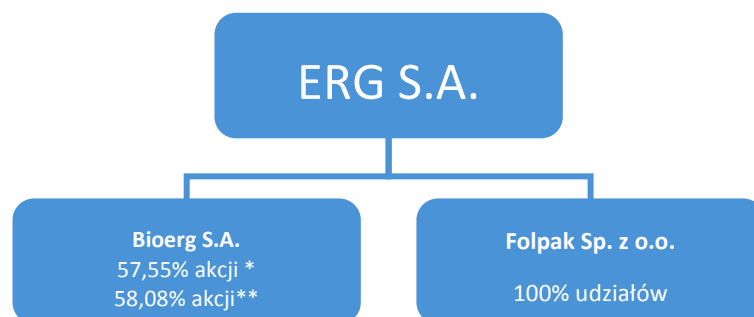 ERG S.A.
Bioerg S.A.
57,55% akcji *
58,08% akcji**
Folpak Sp. z o.o.
100% udziałów